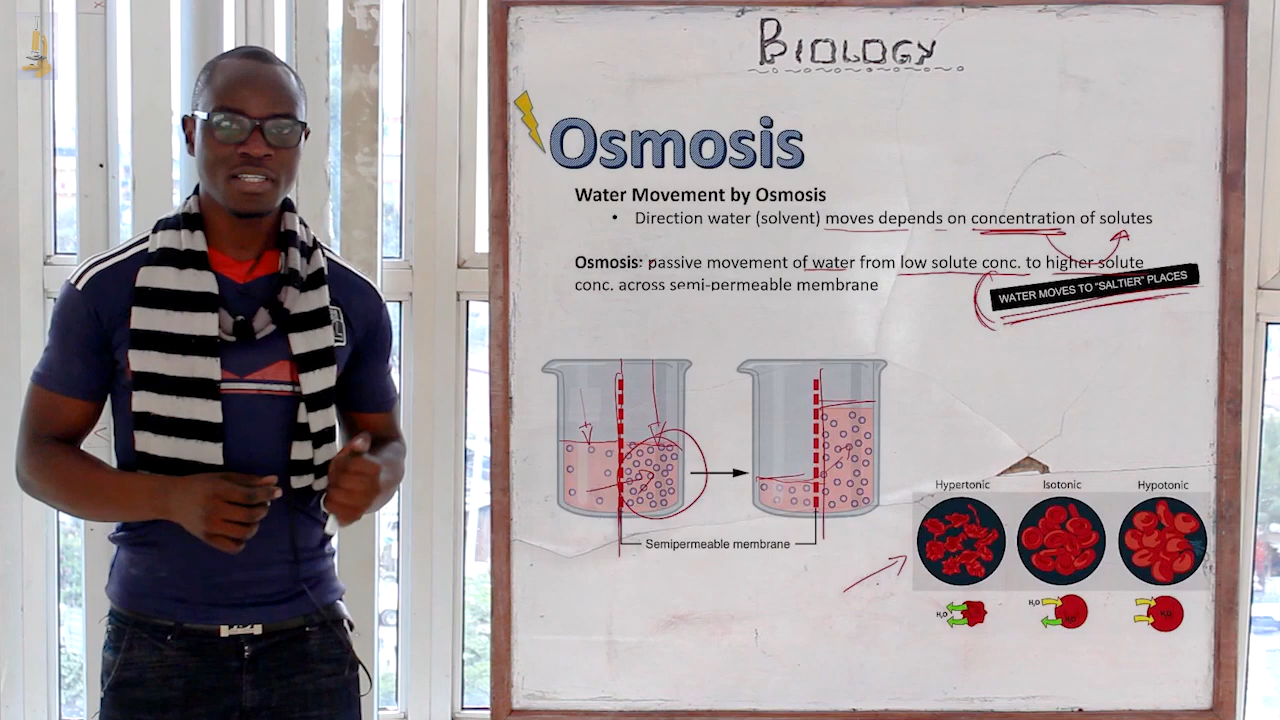 BIOLOGY
Osmosis
Water Movement by Osmosis
• Direction water (solvent) moves depends on concentration of solutes
Osmosis: passive movement of water from low solute conc. to higher solute
conc. across semi-permeable membrane
WATER MOVES TO "SALTIER" PLACES
Semipermeable membrane
Hypertonic Isotonic Hypotonic
H₂O H₂O H₂O H₂O